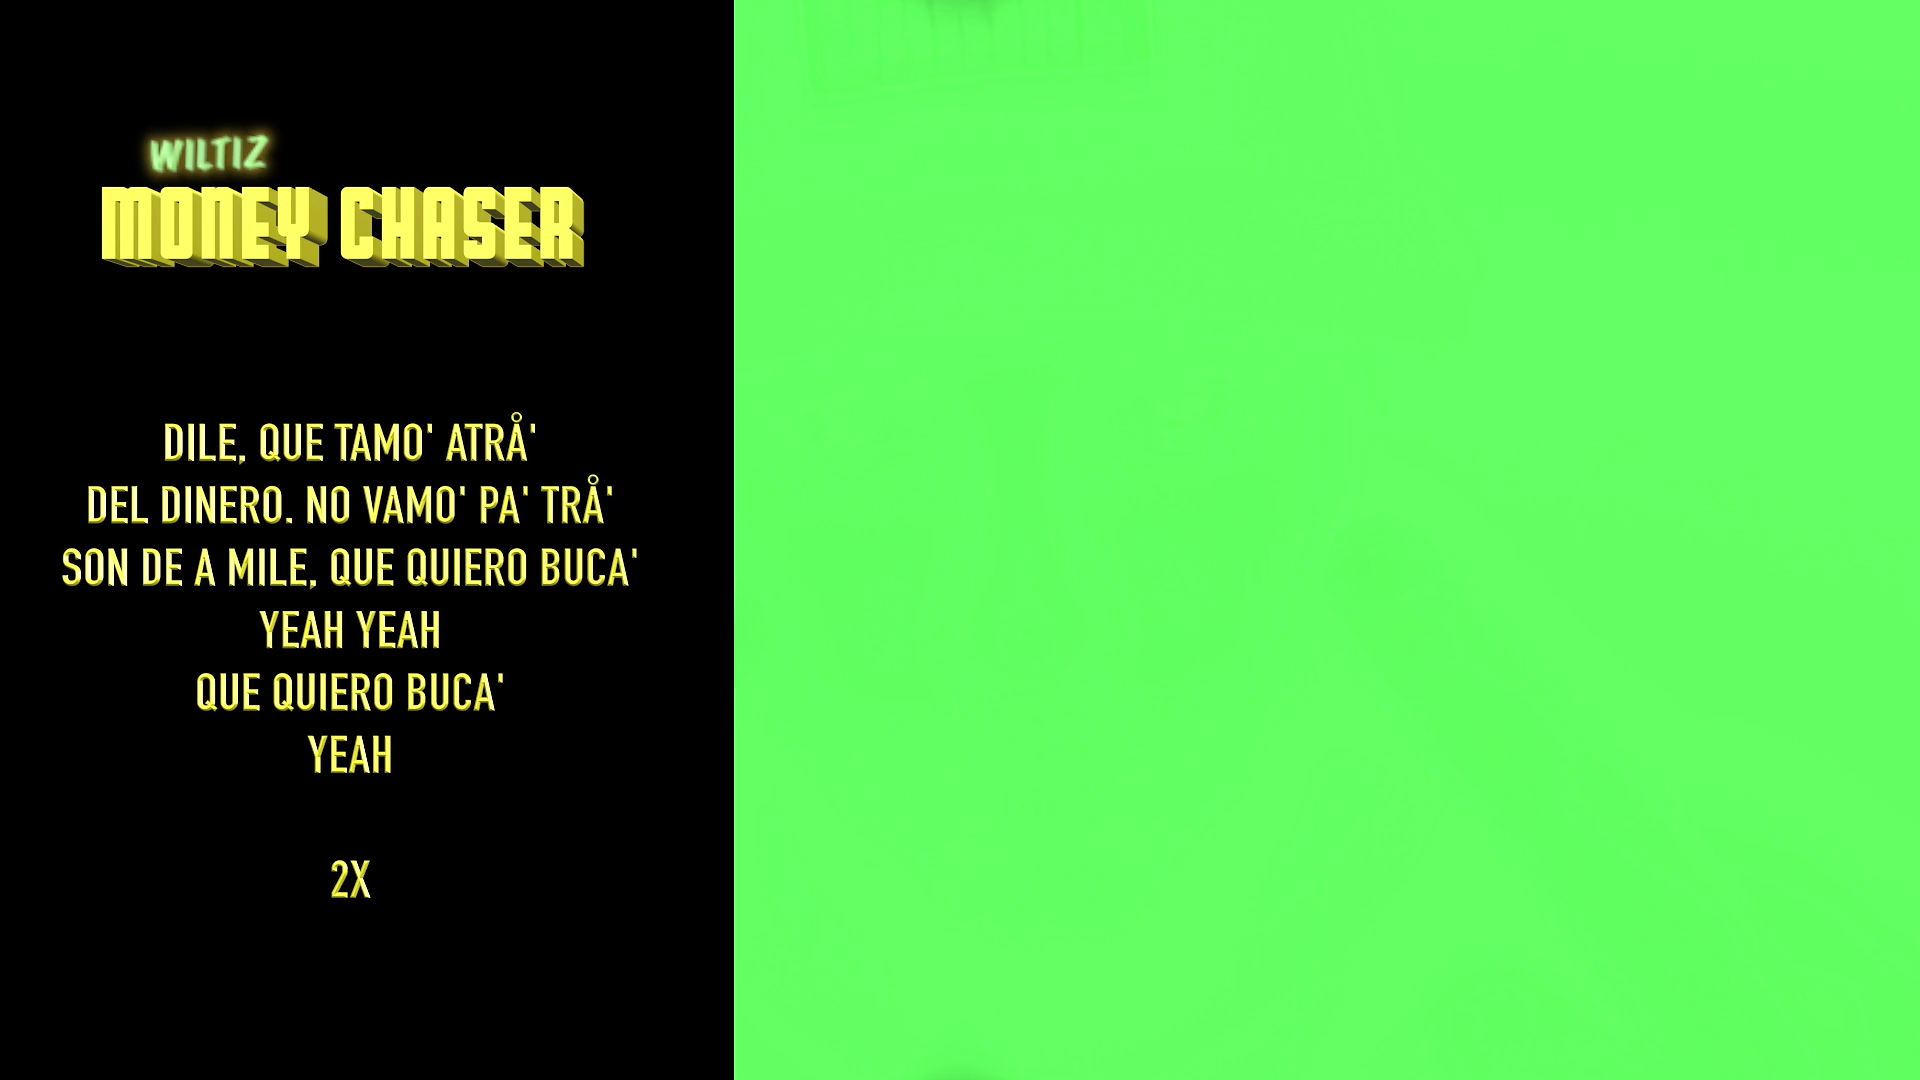 WILTIZ
MONEY CHASER
DILE, QUE TAMO' ATRÅ'
DEL DINERO. NO VAMO' PA' TRÅ'
SON DE A MILE, QUE QUIERO BUCA'
YEAH YEAH
QUE QUIERO BUCA'
YEAH
2X